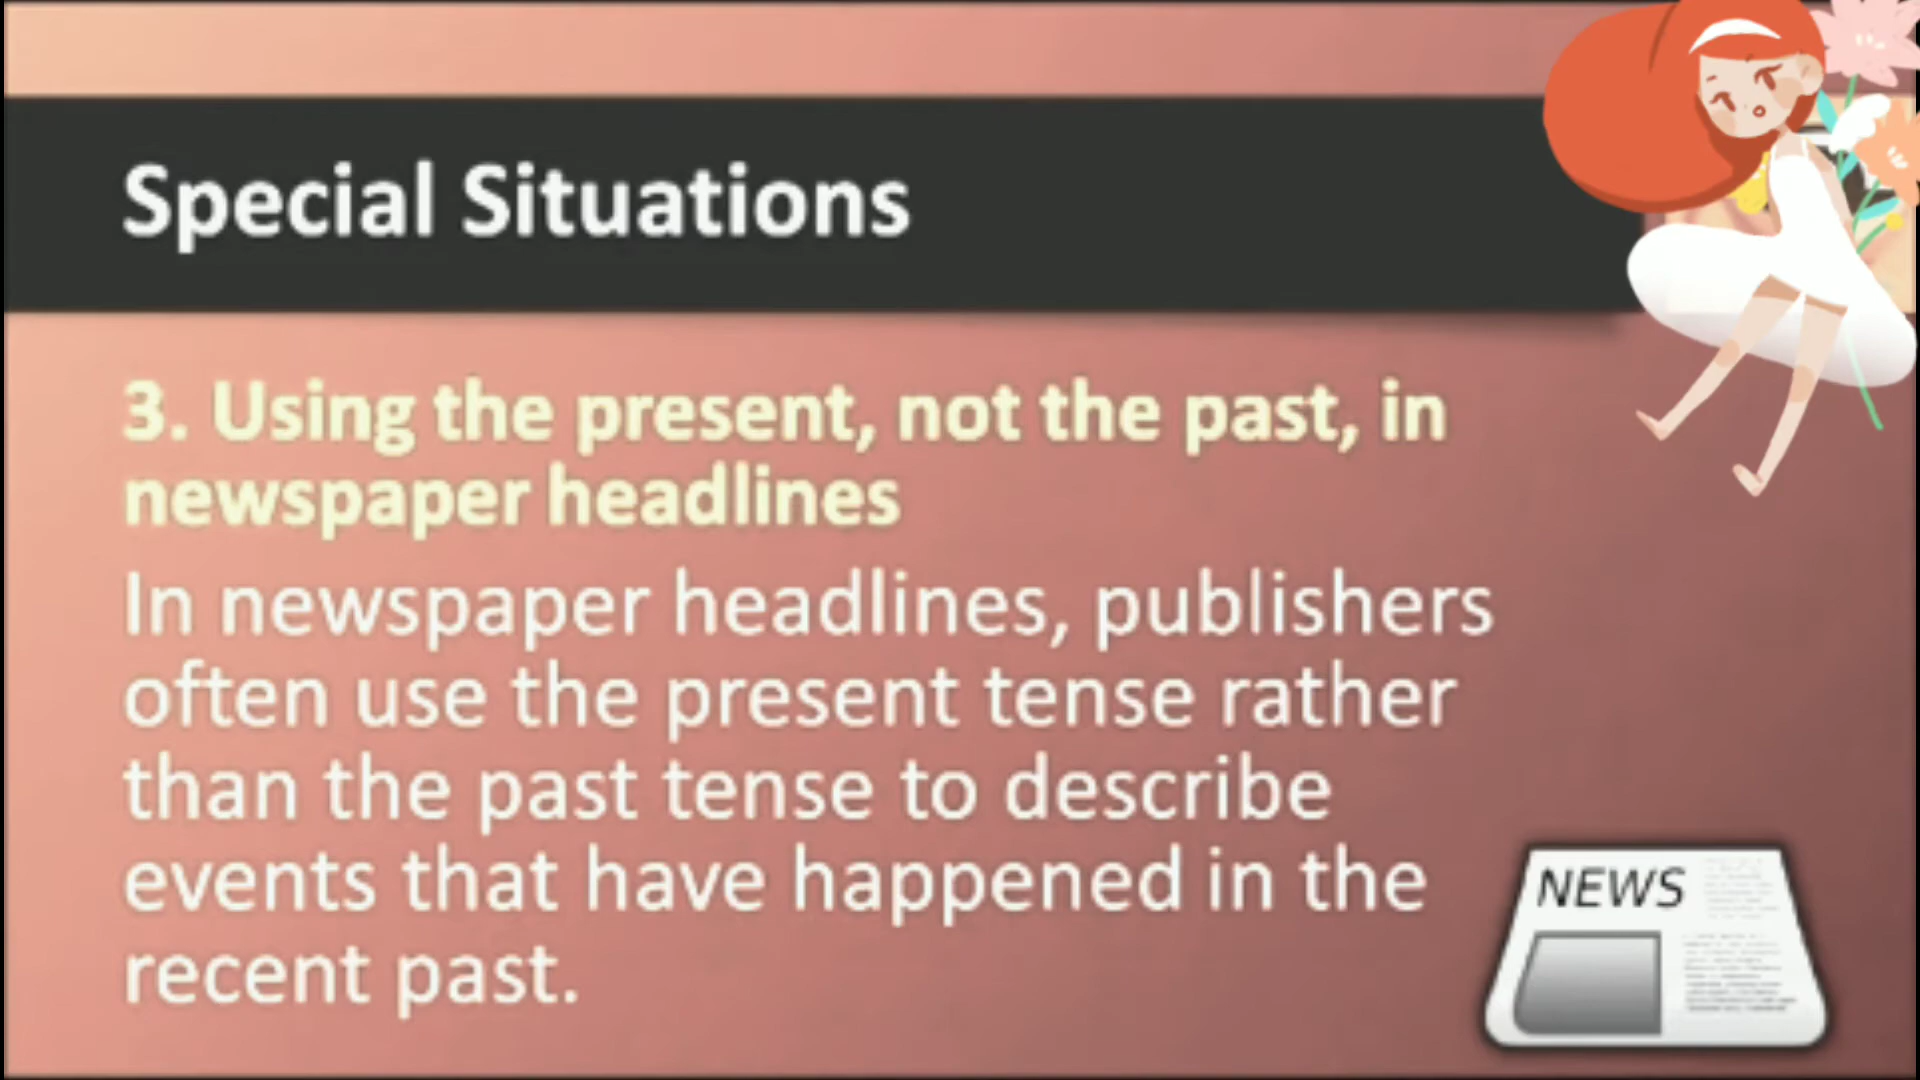 Special Situations
3. Using the present, not the past, in
newspaper headlines
In newspaper headlines, publishers
often use the present tense rather
than the past tense to describe
events that have happened in the
recent past.
NEWS